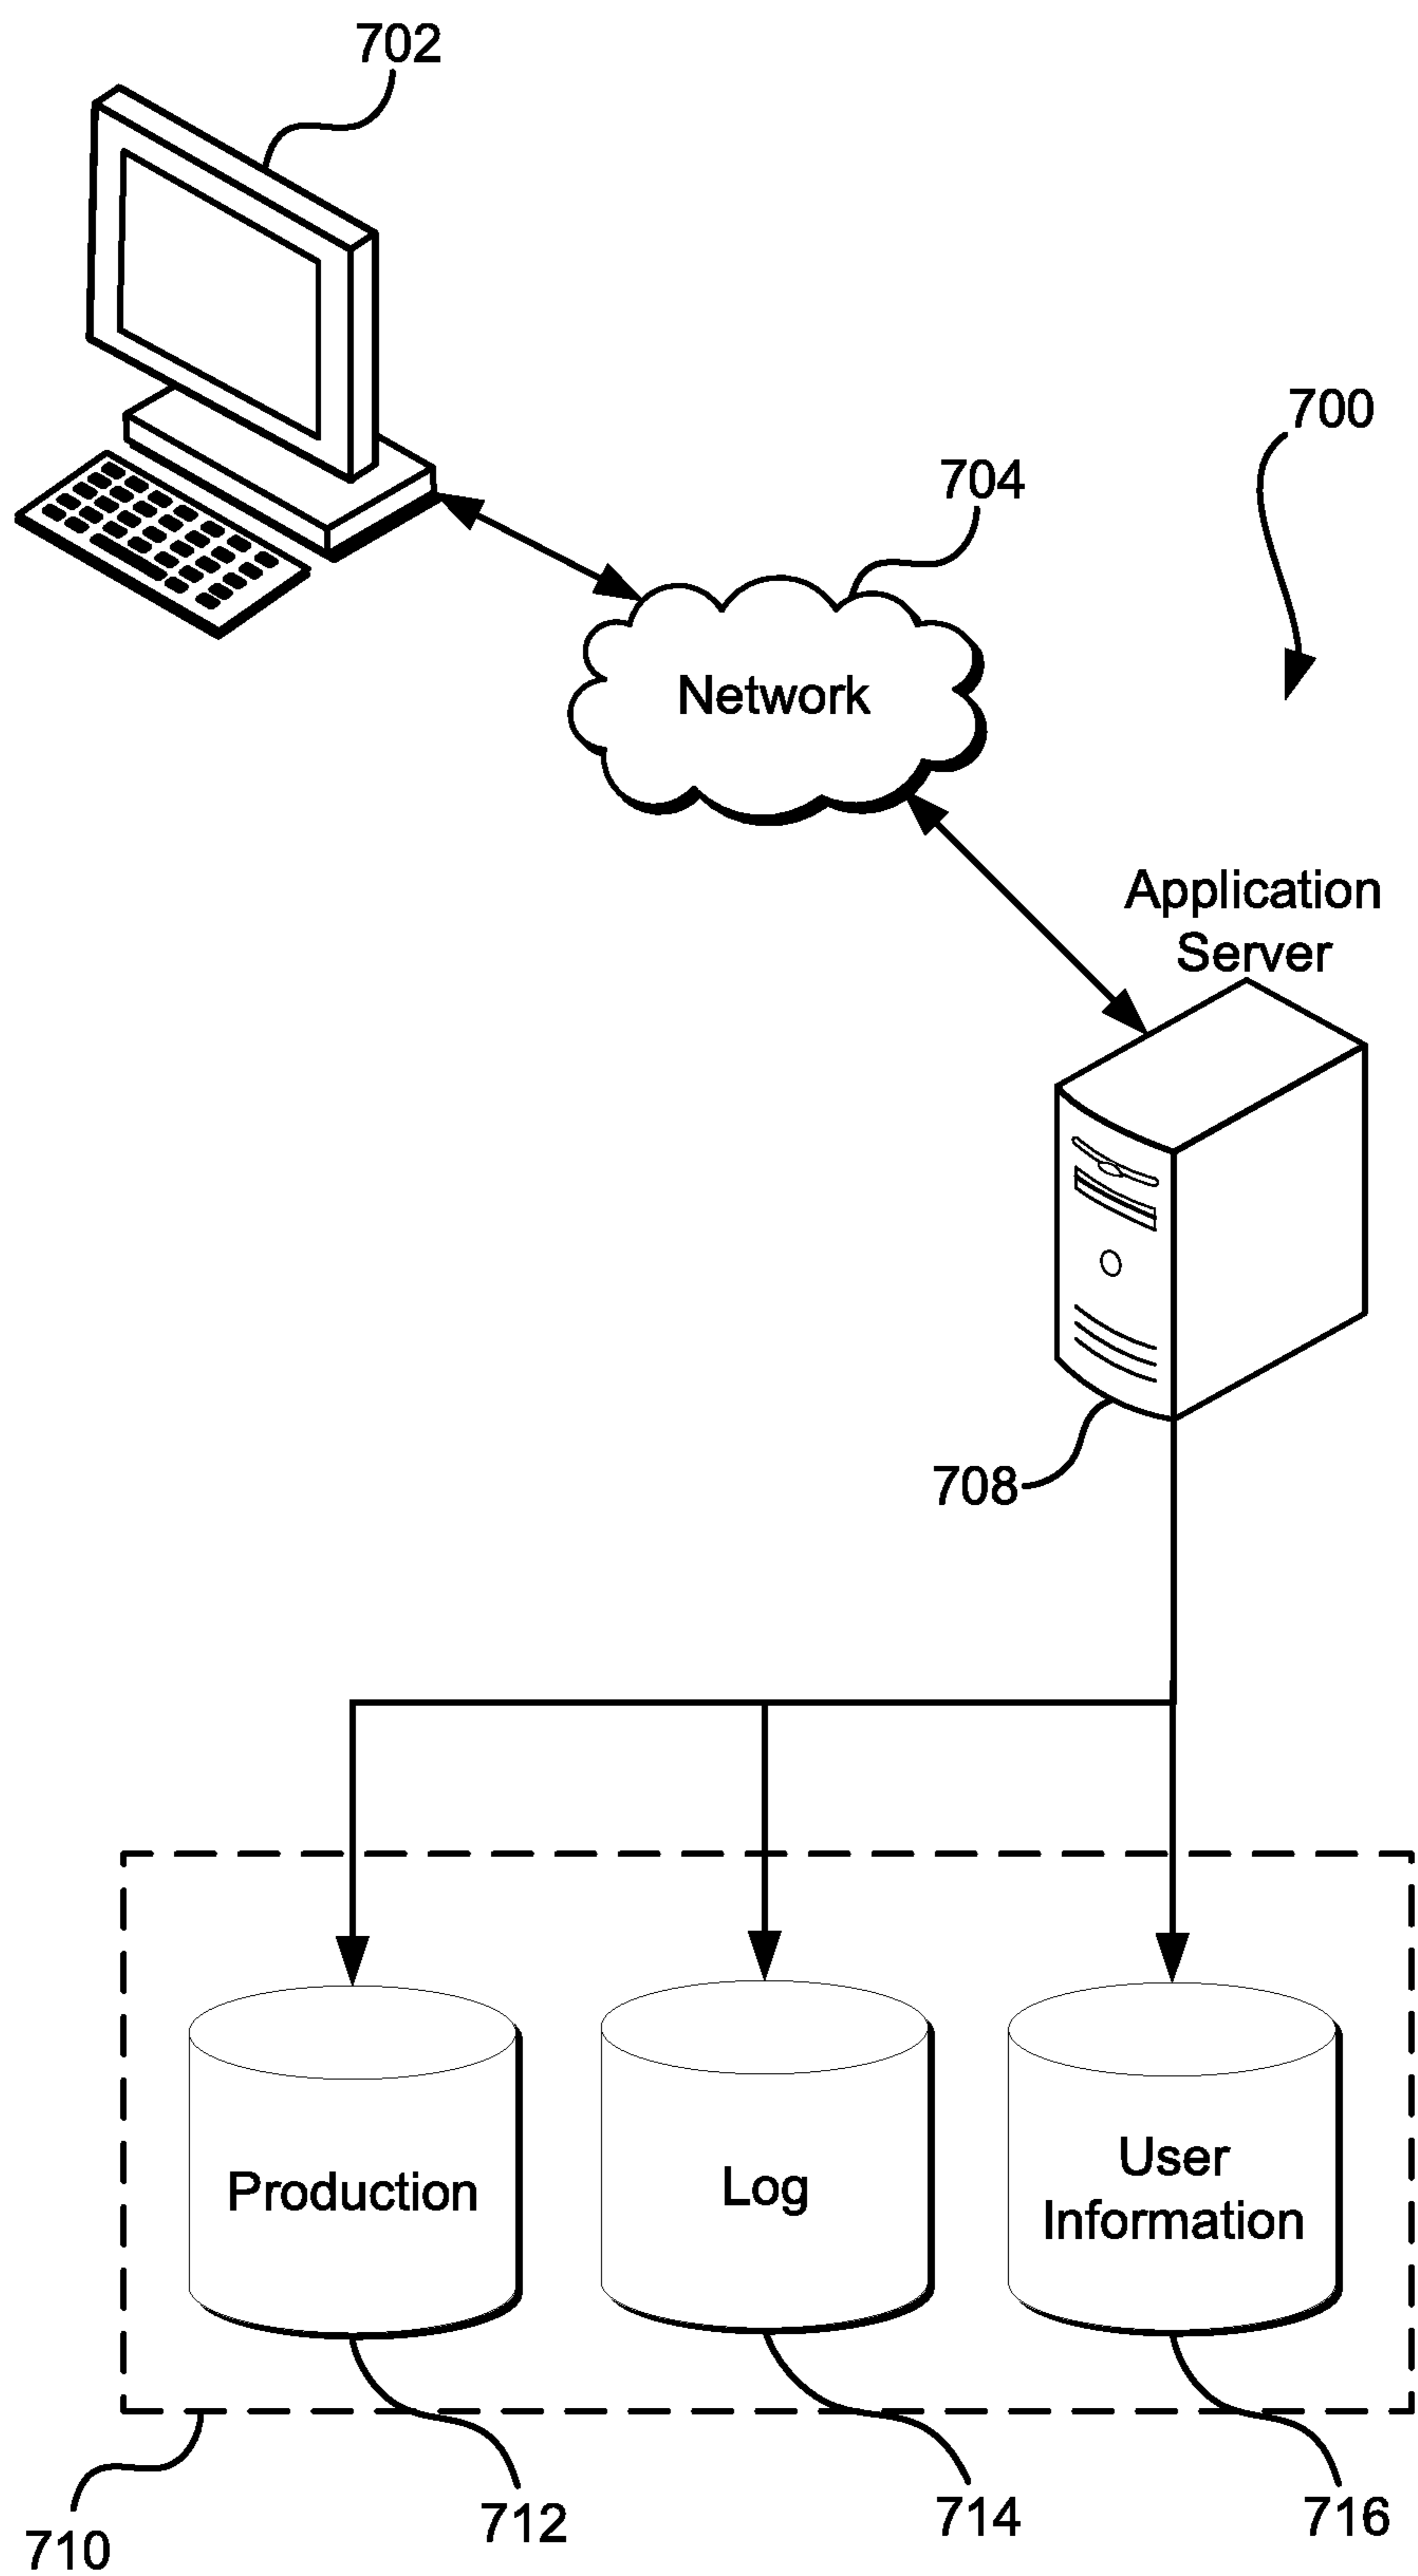 702
700
704
Network
Application
Server
708
Production
Log
User
Information
710
712
714
716